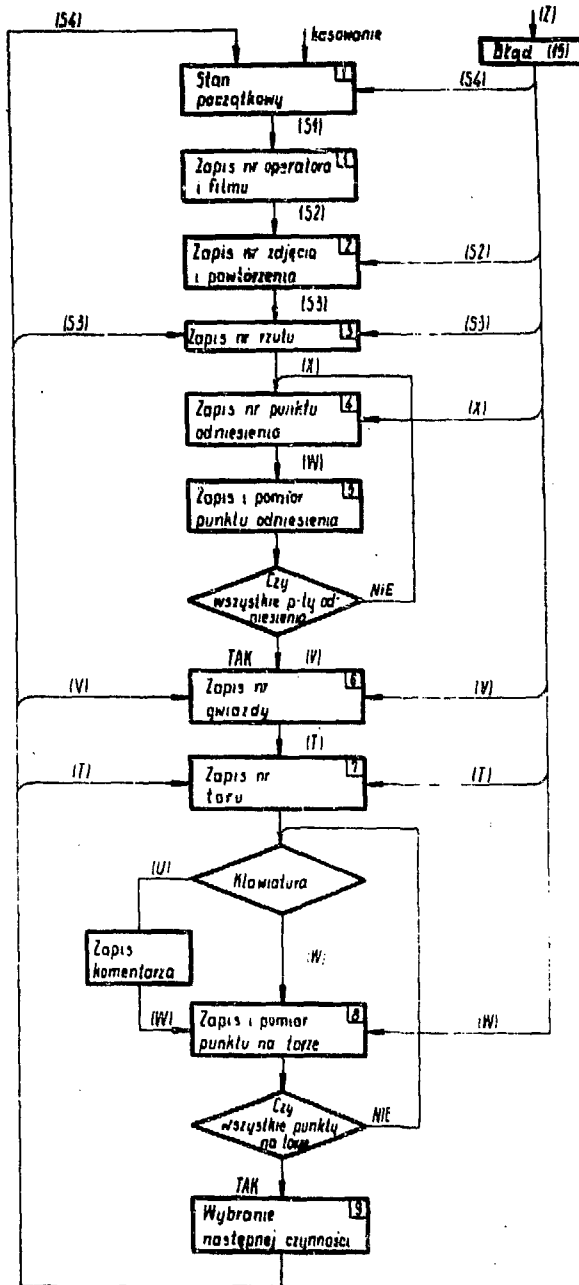 (S4)
kasowanie
(Z)
Błąd (15)
Stan
początkowy
1
(S4)
(S1)
Zapis nr operatora
i filmu
1
(S2)
Zapis nr zdjęcia
i powtórzenia
2
(S2)
(S3)
(S3)
Zapis nr rzutu
3
(S3)
(X)
Zapis nr punktu
odniesienia
4
(X)
(W)
Zapis i pomiar
punktu odniesienia
5
Czy
wszystkie p-ty od-
niesienia
NIE
TAK
(V)
(V)
Zapis nr
gwiazdy
6
(V)
(T)
(T)
Zapis nr
toru
7
(T)
(U)
Klawiatura
Zapis
komentarza
(W)
(W)
Zapis i pomiar
punktu na torze
8
(W)
Czy
wszystkie punkty
na torze
NIE
TAK
Wybranie
następnej czynności
9